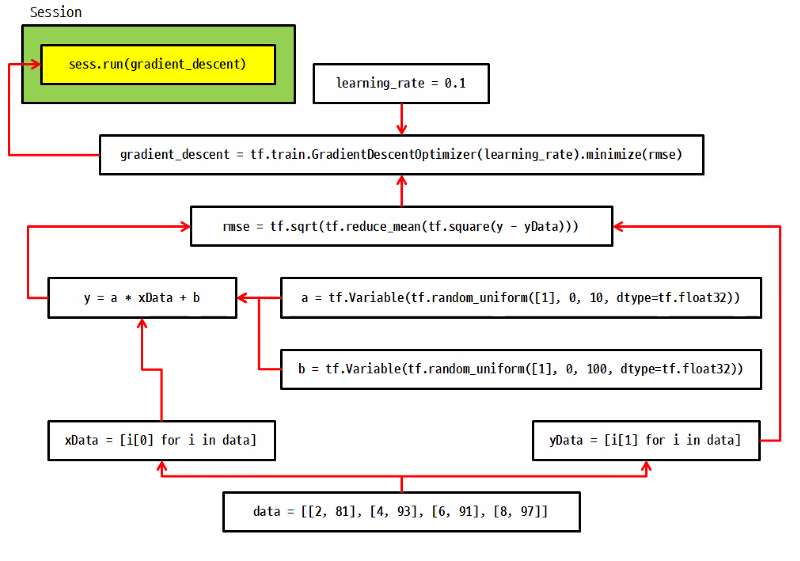 Session
sess.run(gradient_descent)
learning_rate = 0.1
gradient_descent = tf.train.GradientDescentOptimizer(learning_rate).minimize(rmse)
rmse = tf.sqrt(tf.reduce_mean(tf.square(y - yData)))
y = a * xData + b
a = tf.Variable(tf.random_uniform([1], 0, 10, dtype=tf.float32))
b = tf.Variable(tf.random_uniform([1], 0, 100, dtype=tf.float32))
xData = [i[0] for i in data]
yData = [i[1] for i in data]
data = [[2, 81], [4, 93], [6, 91], [8, 97]]